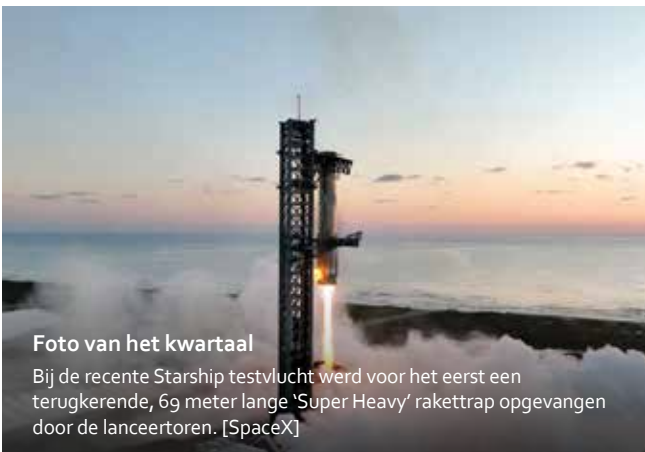 Foto van het kwartaal
Bij de recente Starship testvlucht werd voor het eerst een
terugkerende, 69 meter lange ‘Super Heavy’ rakettrap opgevangen
door de lanceertoren. [SpaceX]